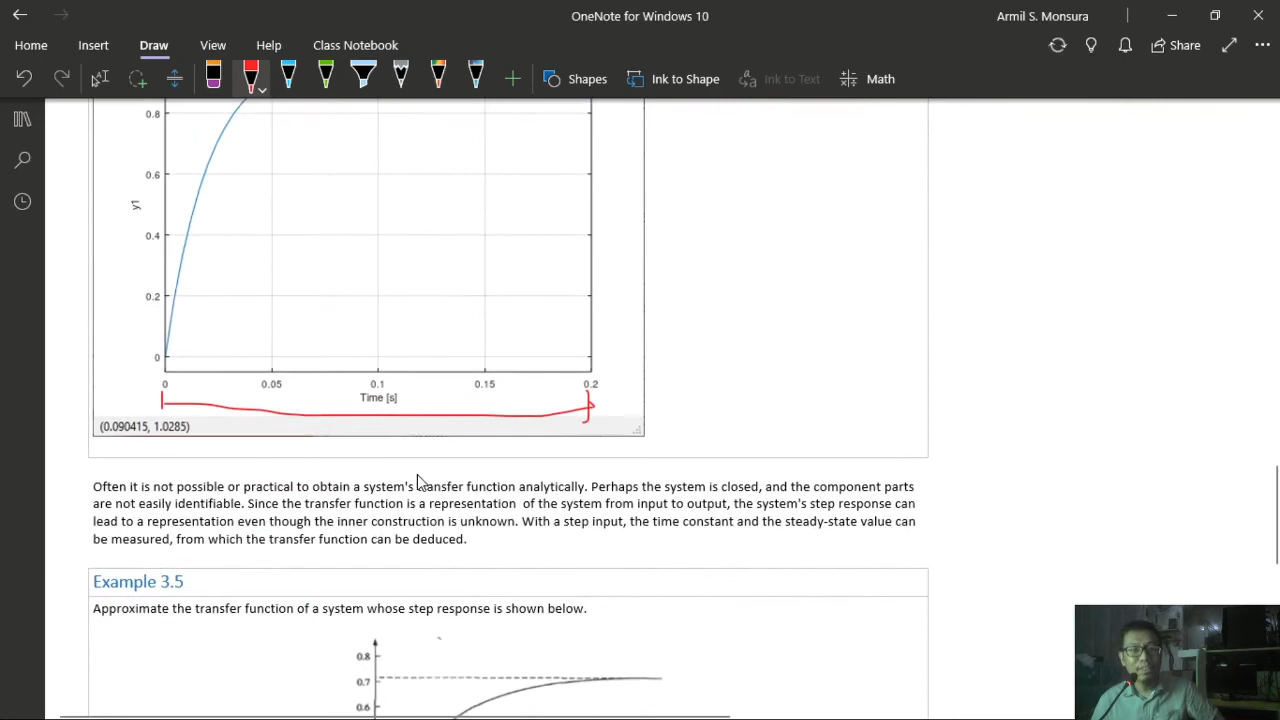 OneNote for Windows 10
Armil S. Monsura
Home
Insert
Draw
View
Help
Class Notebook
Share
Shapes
Ink to Shape
Ink to Text
Math
0.8
0.6
0.4
0.2
0
y1
0
0.05
0.1
0.15
0.2
Time [s]
(0.090415, 1.0285)
Often it is not possible or practical to obtain a system's transfer function analytically. Perhaps the system is closed, and the component parts
are not easily identifiable. Since the transfer function is a representation of the system from input to output, the system's step response can
lead to a representation even though the inner construction is unknown. With a step input, the time constant and the steady-state value can
be measured, from which the transfer function can be deduced.
Example 3.5
Approximate the transfer function of a system whose step response is shown below.
0.8
0.7
0.6